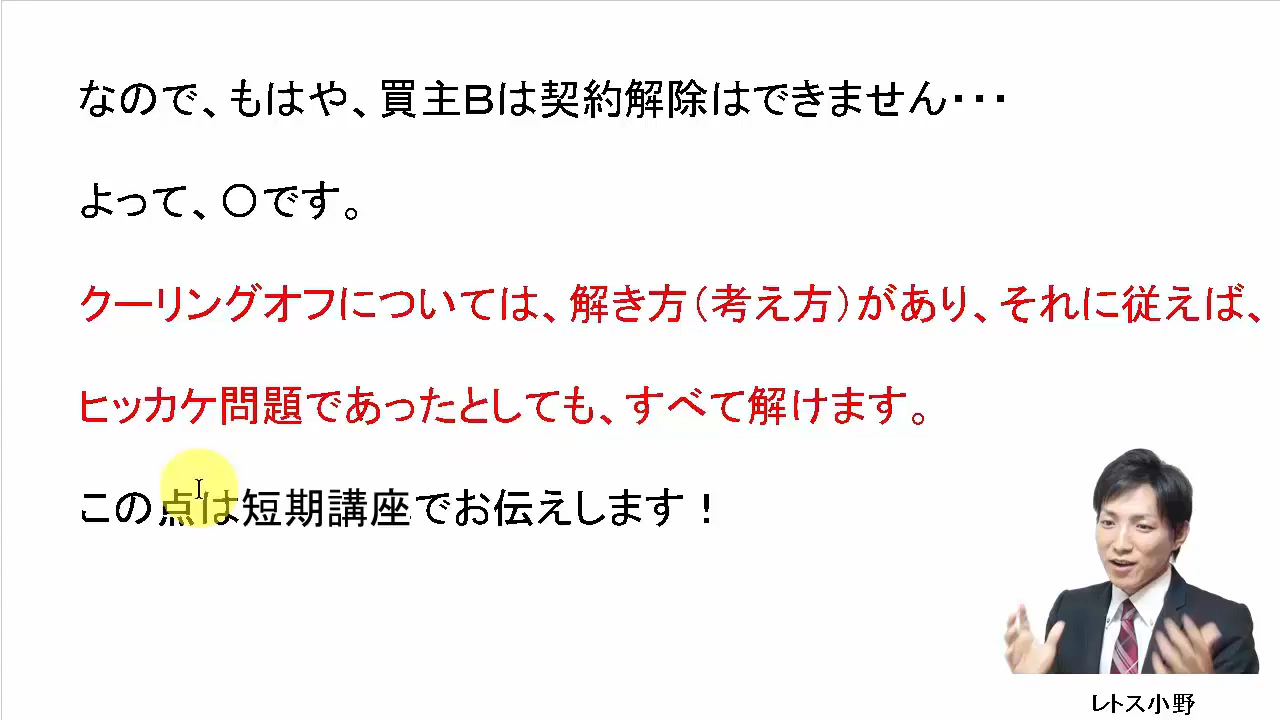 なので、もはや、買主Ｂは契約解除はできません・・・
よって、〇です。
クーリングオフについては、解き方（考え方）があり、それに従えば、
ヒッカケ問題であったとしても、すべて解けます。
この点は短期講座でお伝えします！
レトス小野